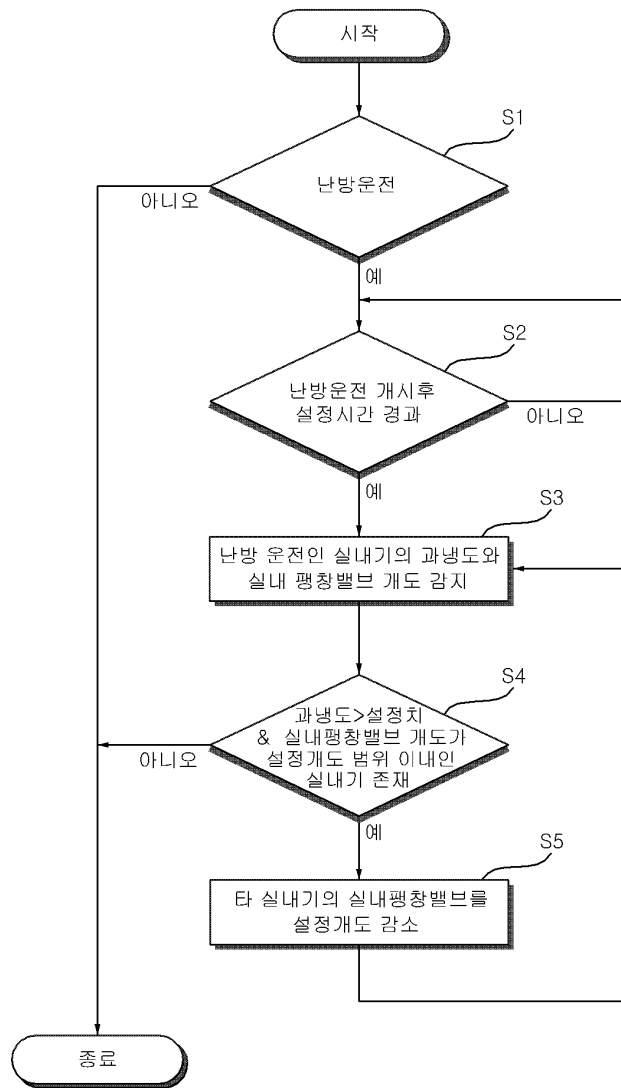 시작
S1
난방운전
아니오
예
S2
난방운전 개시후
설정시간 경과
아니오
예
S3
난방 운전인 실내기의 과냉도와
실내 팽창밸브 개도 감지
S4
과냉도>설정치
& 실내팽창밸브 개도가
설정개도 범위 이내인
실내기 존재
아니오
예
S5
타 실내기의 실내팽창밸브를
설정개도 감소
종료